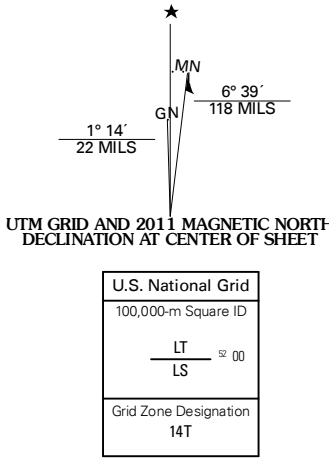 MN
GN
6° 39´
118 MILS
1° 14´
22 MILS
UTM GRID AND 2011 MAGNETIC NORTH
DECLINATION AT CENTER OF SHEET
U.S. National Grid
100,000-m Square ID
LT
52 00
LS
Grid Zone Designation
14T